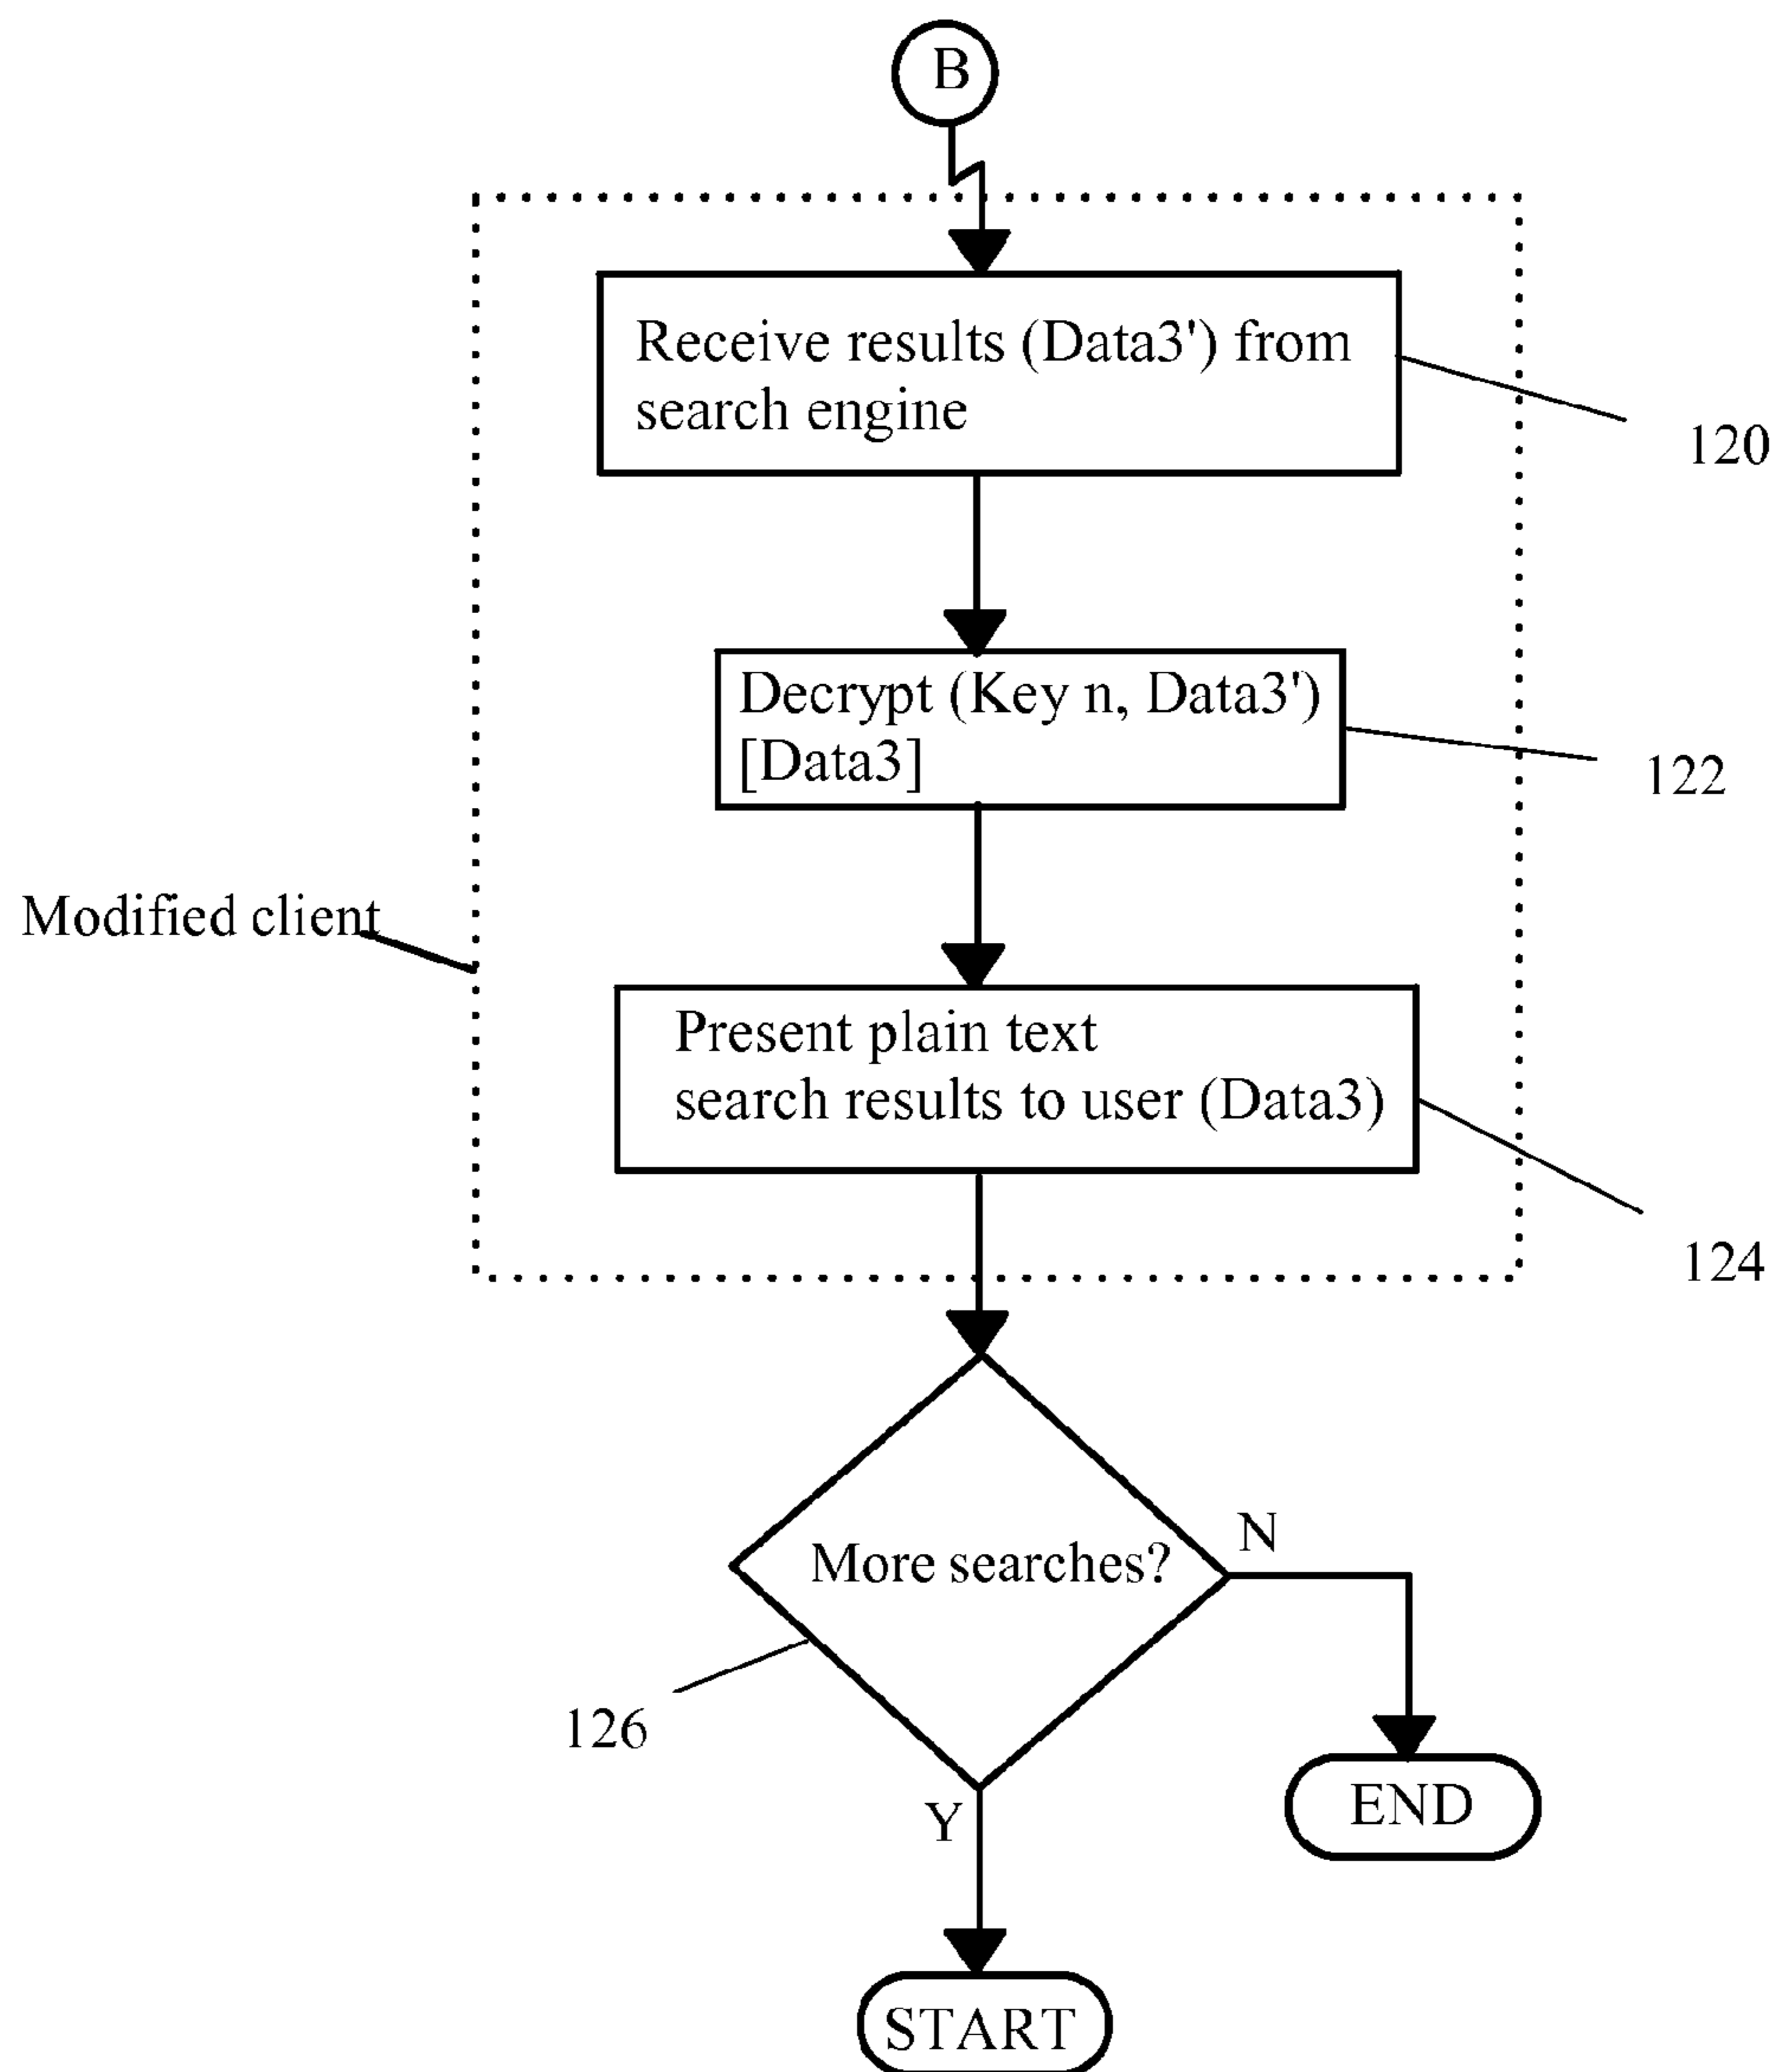 B
Receive results (Data3') from
search engine
120
Decrypt (Key n, Data3')
[Data3]
122
Modified client
Present plain text
search results to user (Data3)
124
More searches?
N
126
Y
END
START